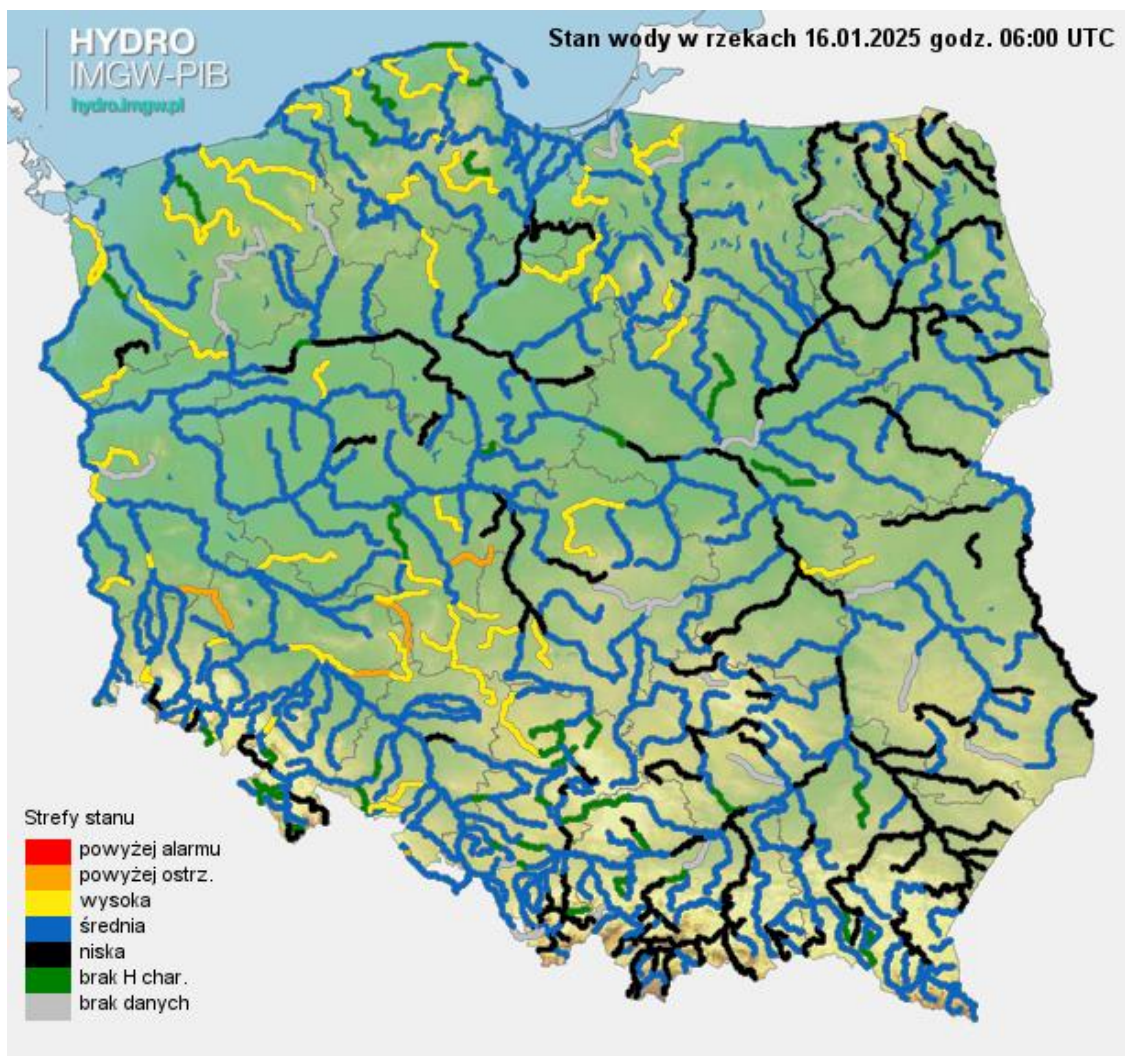 HYDRO
IMGW-PIB
hydro.imgw.pl
Stan wody w rzekach 16.01.2025 godz. 06:00 UTC
Strefy stanu
powyżej alarmu
powyżej ostrz.
wysoka
średnia
niska
brak H char.
brak danych